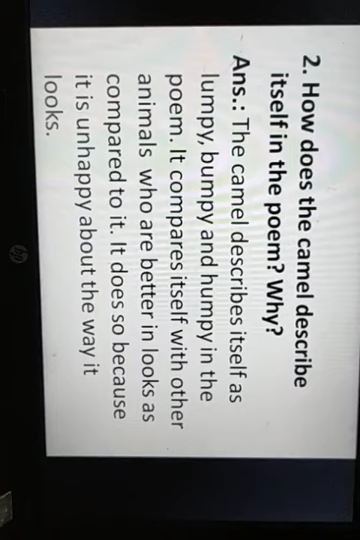 2. How does the camel describe
itself in the poem? Why?
Ans.: The camel describes itself as
lumpy, bumpy and humpy in the
poem. It compares itself with other
animals who are better in looks as
compared to it. It does so because
it is unhappy about the way it
looks.
hp